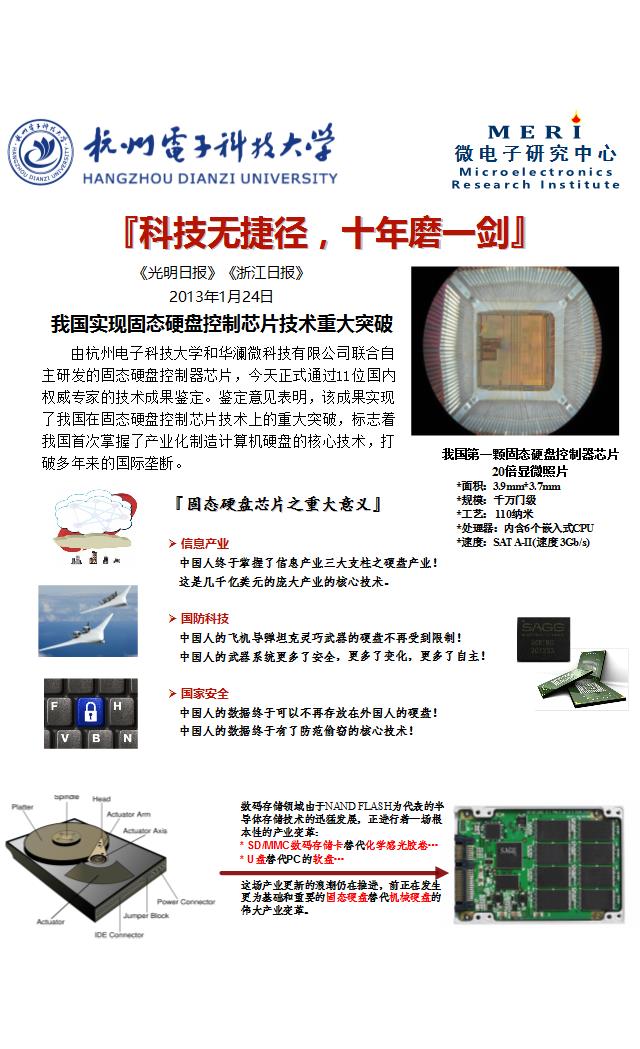 杭州電子科技大学
HANGZHOU DIANZI UNIVERSITY
MERI
微电子研究中心
Microelectronics
Research Institute
『科技无捷径，十年磨一剑』
《光明日报》《浙江日报》
2013年1月24日
我国实现固态硬盘控制芯片技术重大突破
由杭州电子科技大学和华澜微科技有限公司联合自
主研发的固态硬盘控制器芯片，今天正式通过11位国内
权威专家的技术成果鉴定。鉴定意见表明，该成果实现
了我国在固态硬盘控制芯片技术上的重大突破，标志着
我国首次掌握了产业化制造计算机硬盘的核心技术，打
破多年来的国际垄断。
我国第一颗固态硬盘控制器芯片
20倍显微照片
*面积：3.9mm*3.7mm
*规模：千万门级
*工艺： 110纳米
*处理器：内含6个嵌入式CPU
*速度：SATA-II(速度3Gb/s)
『固态硬盘芯片之重大意义』
➢ 信息产业
中国人终于掌握了信息产业三大支柱之硬盘产业！
这是几千亿美元的庞大产业的核心技术。
➢ 国防科技
中国人的飞机导弹坦克灵巧武器的硬盘不再受到限制！
中国人的武器系统更多了安全，更多了变化，更多了自主！
➢ 国家安全
中国人的数据终于可以不再存放在外国人的硬盘！
中国人的数据终于有了防范偷窃的核心技术！
SAGE
F
H
V
B
N
Platter
Spindle
Head
Actuator Arm
Actuator Axis
Power Connector
Jumper Block
Actuator
IDE Connector
数码存储领域由于NAND FLASH为代表的半
导体存储技术的迅猛发展，正进行着一场根
本性的产业变革：
* SD/MMC数码存储卡替代化学感光胶卷…
* U盘替代PC的软盘…
这场产业更新的浪潮仍在推进，前正在发生
更为基础和重要的固态硬盘替代机械硬盘的
伟大产业变革。
SAGE